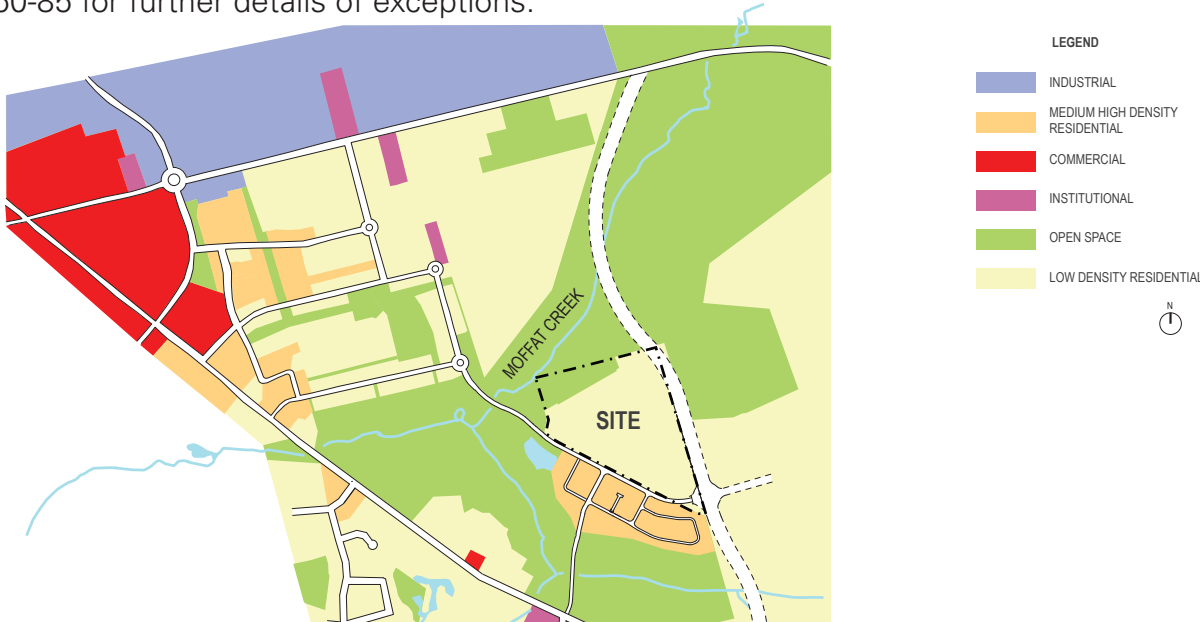 60-85 for further details of exceptions.
LEGEND
INDUSTRIAL
MEDIUM HIGH DENSITY
RESIDENTIAL
COMMERCIAL
INSTITUTIONAL
OPEN SPACE
LOW DENSITY RESIDENTIAL
N
MOFFAT CREEK
SITE